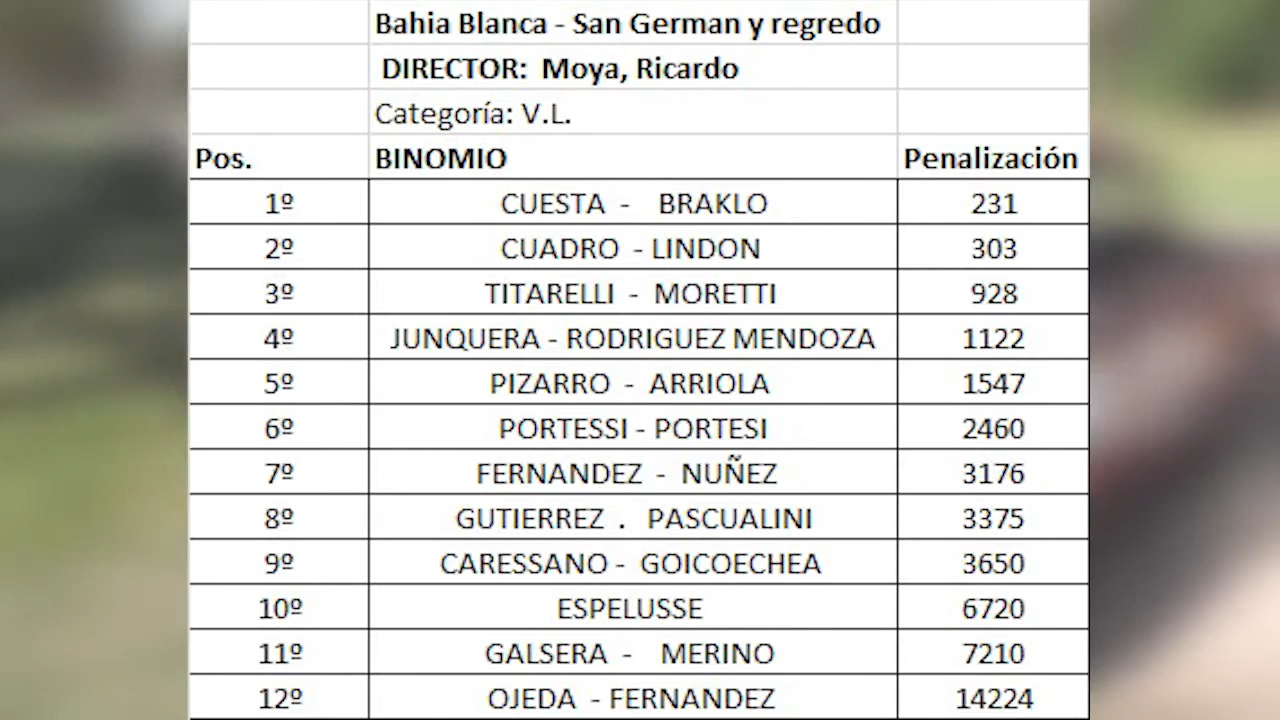 Bahia Blanca - San German y regredo
DIRECTOR: Moya, Ricardo
Categoría: V.L.
Pos. BINOMIO Penalización
1º CUESTA - BRAKLO 231
2º CUADRO - LINDON 303
3º TITARELLI - MORETTI 928
4º JUNQUERA - RODRIGUEZ MENDOZA 1122
5º PIZARRO - ARRIOLA 1547
6º PORTESSI - PORTESI 2460
7º FERNANDEZ - NUÑEZ 3176
8º GUTIERREZ . PASCUALINI 3375
9º CARESSANO - GOICOECHEA 3650
10º ESPELUSSE 6720
11º GALSERA - MERINO 7210
12º OJEDA - FERNANDEZ 14224